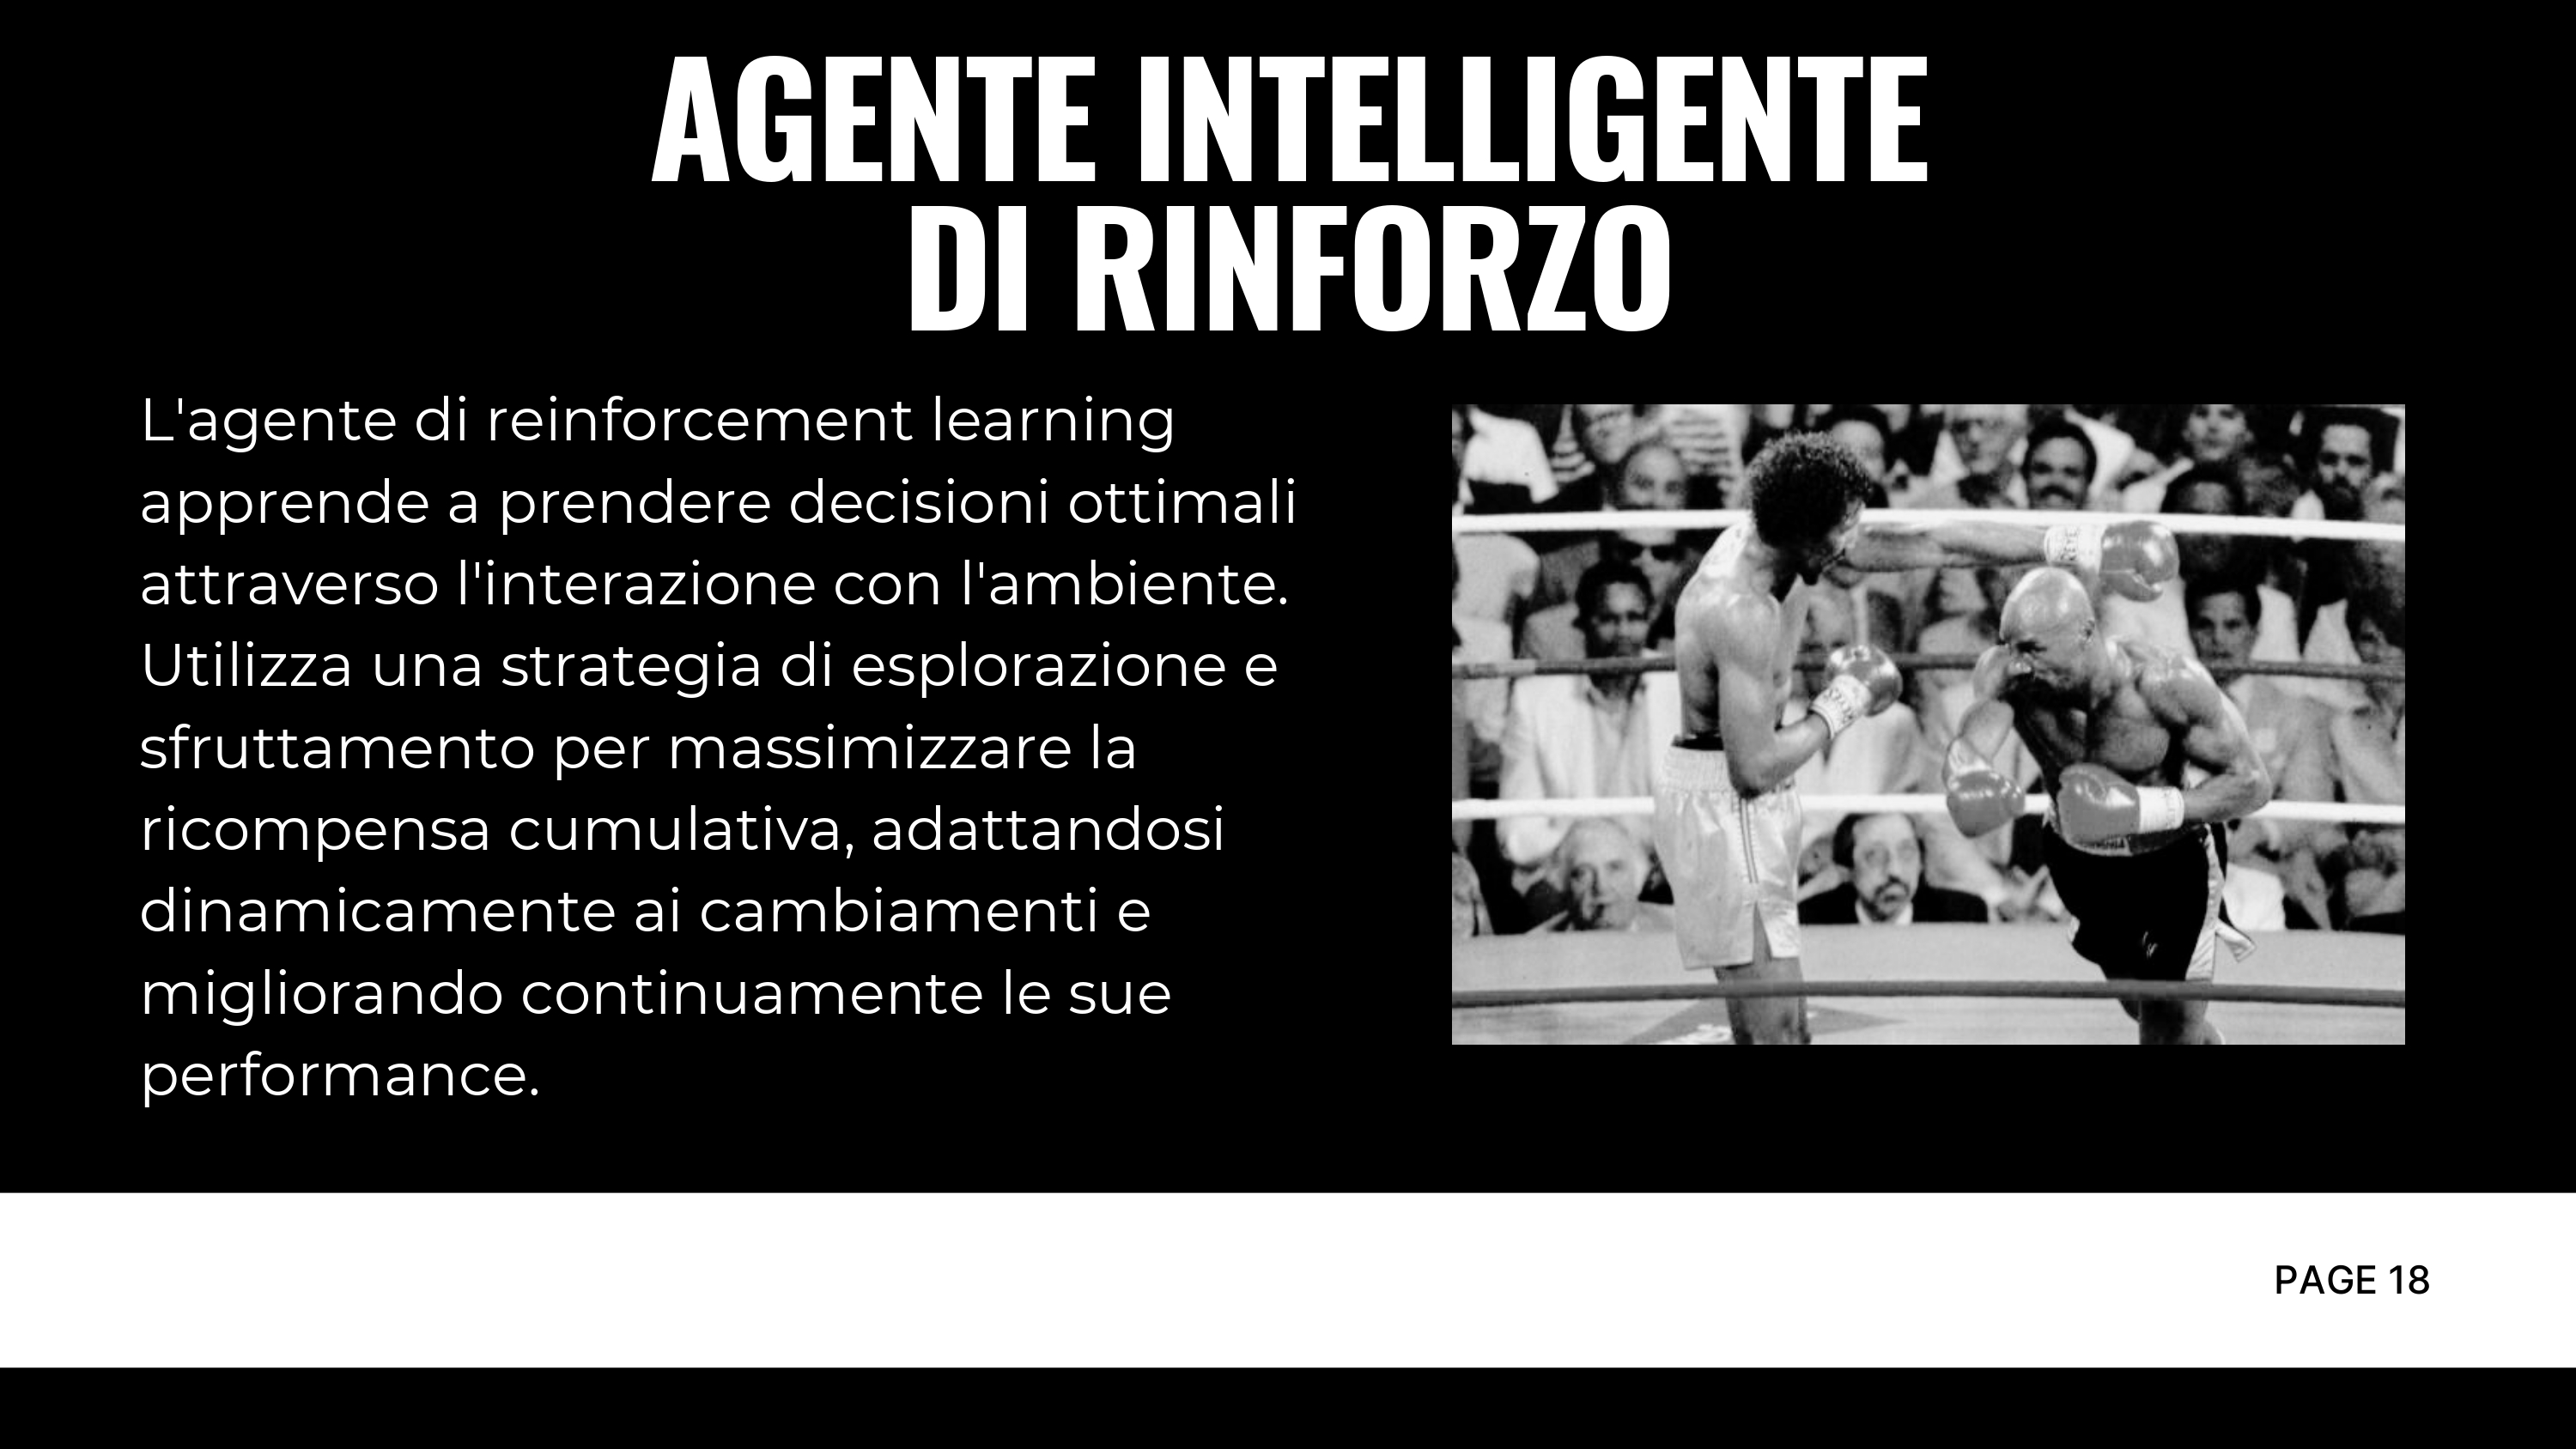 AGENTE INTELLIGENTE
DI RINFORZO
L'agente di reinforcement learning
apprende a prendere decisioni ottimali
attraverso l'interazione con l'ambiente.
Utilizza una strategia di esplorazione e
sfruttamento per massimizzare la
ricompensa cumulativa, adattandosi
dinamicamente ai cambiamenti e
migliorando continuamente le sue
performance.
PAGE 18